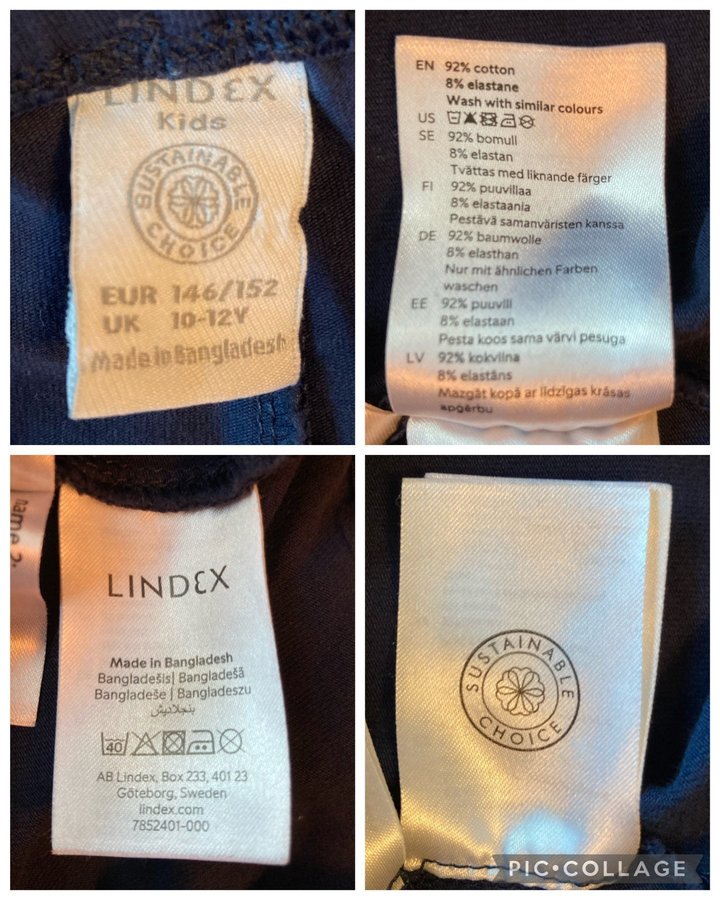 LINDEX
Kids
SUSTAINABLE CHOICE
EUR 146/152
UK 10-12Y
Made in Bangladesh
EN 92% cotton
8% elastane
Wash with similar colours
US
SE 92% bomull
8% elastan
Tvättas med liknande färger
FI 92% puuvillaa
8% elastaania
Pestävä samanväristen kanssa
DE 92% baumwolle
8% elasthan
Nur mit ähnlichen Farben
waschen
EE 92% puuvill
8% elastaan
Pesta koos sama värvi pesuga
LV 92% kokvilna
8% elastāns
Mazgāt kopā ar līdzīgas krāsas
apģērbu
name 2:
LINDEX
Made in Bangladesh
Bangladešis| Bangladešā
Bangladeše | Bangladeszu
بنجلاديش
40
AB Lindex, Box 233, 401 23
Göteborg, Sweden
lindex.com
7852401-000
SUSTAINABLE CHOICE
PIC•COLLAGE